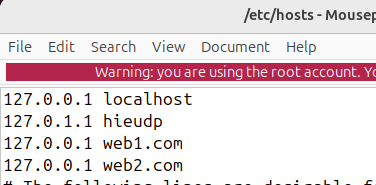 /etc/hosts - Mousep
File Edit Search View Document Help
Warning: you are using the root account. Yo
127.0.0.1 localhost
127.0.1.1 hieudp
127.0.0.1 web1.com
127.0.0.1 web2.com
# The following lines are desirable f